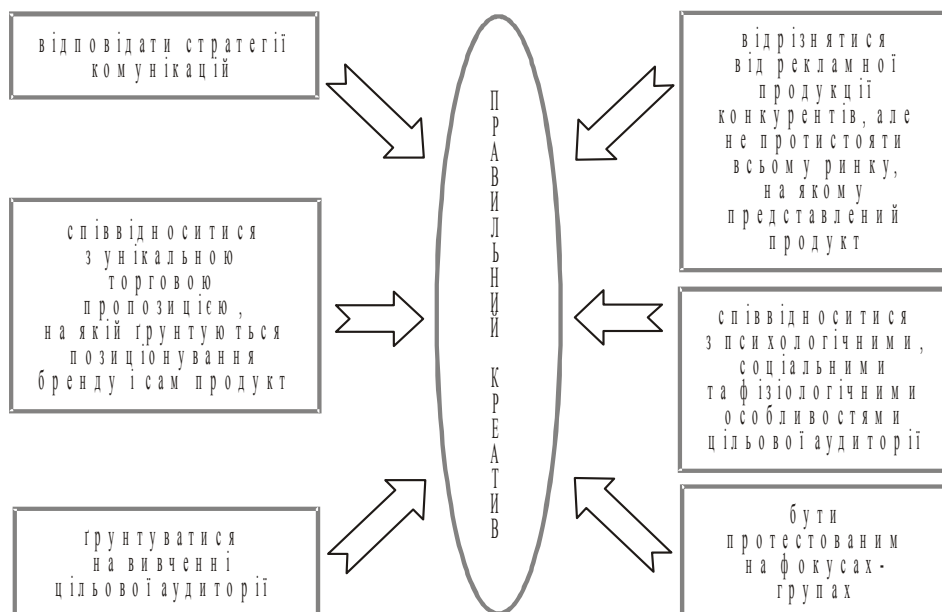 відповідати стратегії
комунікацій
співвідноситися
з унікальною
торговою
пропозицією,
на якій ґрунтуються
позиціонування
бренду і сам продукт
ґрунтуватися
на вивченні
цільової аудиторії
ПРАВИЛЬНИЙ КРЕАТИВ
відрізнятися
від рекламної
продукції
конкурентів, але
не протистояти
всьому ринку,
на якому
представлений
продукт
співвідноситися
з психологічними,
соціальними
та фізіологічними
особливостями
цільової аудиторії
бути
протестованим
на фокусах-
групах